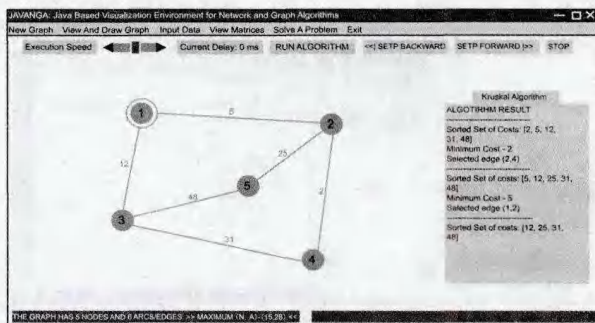 JAVANGA: Java Based Visualization Environment for Network and Graph Algorithms
New Graph View And Draw Graph Input Data View Matrices Solve A Problem Exit
Execution Speed Current Delay: 0 ms RUN ALGORITHM <<| SETP BACKWARD SETP FORWARD |>> STOP
Kruskal Algorithm
ALGOTIRHM RESULT
Sorted Set of Costs: [2, 5, 12,
31, 48]
Minimum Cost - 2
Selected edge (2,4)
Sorted Set of costs: [5, 12, 25, 31,
48]
Minimum Cost - 5
Selected edge (1,2)
Sorted Set of costs: [12, 25, 31,
48]
1
5
2
12
25
48
5
2
3
31
4
THE GRAPH HAS 5 NODES AND 6 ARCS/EDGES >> MAXIMUM (N, A)-(15,28) <<